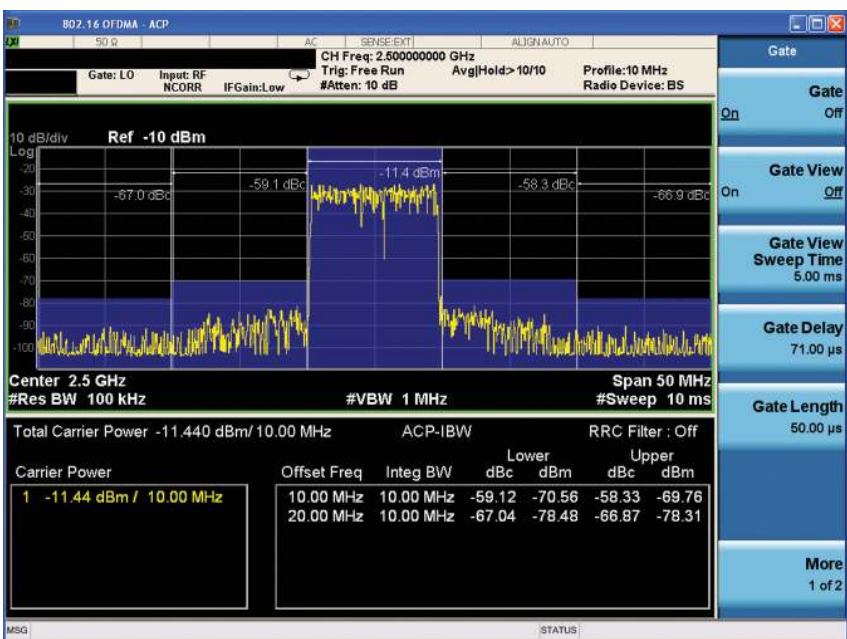 802.16 OFDMA - ACP
LXI 50 Ω AC SENSE:EXT ALIGN AUTO
CH Freq: 2.500000000 GHz
Gate: LO Input: RF Trig: Free Run Avg|Hold:> 10/10 Profile:10 MHz
NCORR IFGain:Low #Atten: 10 dB Radio Device: BS
10 dB/div Ref -10 dBm
Log
-20
-30
-40
-50
-60
-70
-80
-90
-100
-67.0 dBc
-59.1 dBc
-11.4 dBm
-58.3 dBc
-66.9 dBc
Center 2.5 GHz Span 50 MHz
#Res BW 100 kHz #VBW 1 MHz #Sweep 10 ms
Total Carrier Power -11.440 dBm/ 10.00 MHz ACP-IBW RRC Filter : Off
Lower Upper
Carrier Power Offset Freq Integ BW dBc dBm dBc dBm
1 -11.44 dBm / 10.00 MHz 10.00 MHz 10.00 MHz -59.12 -70.56 -58.33 -69.76
20.00 MHz 10.00 MHz -67.04 -78.48 -66.87 -78.31
MSG STATUS
Gate
Gate
On Off
Gate View
On Off
Gate View
Sweep Time
5.00 ms
Gate Delay
71.00 µs
Gate Length
50.00 µs
More
1 of 2